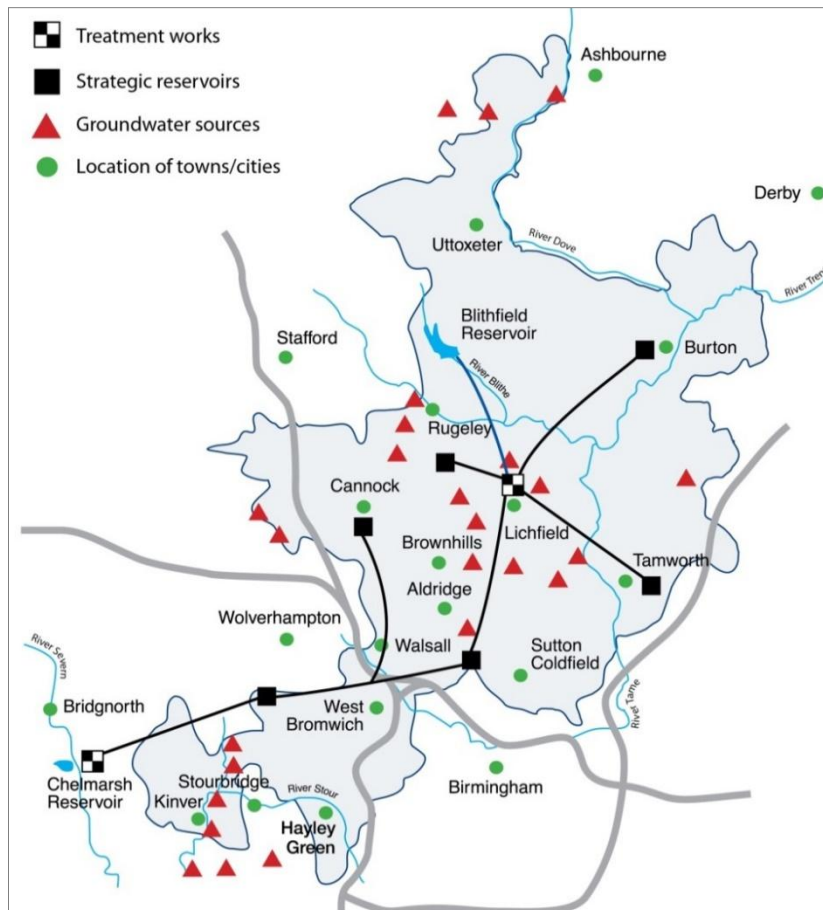 Treatment works
Strategic reservoirs
Groundwater sources
Location of towns/cities
Ashbourne
Derby
Uttoxeter
River Dove
River Tren
Blithfield
Reservoir
Stafford
Burton
River Blithe
Rugeley
Cannock
Lichfield
Brownhills
Tamworth
Aldridge
Wolverhampton
Walsall
Sutton
Coldfield
River Severn
River Tame
Bridgnorth
West
Bromwich
Chelmarsh
Reservoir
Stourbridge
Kinver
River Stour
Hayley
Green
Birmingham